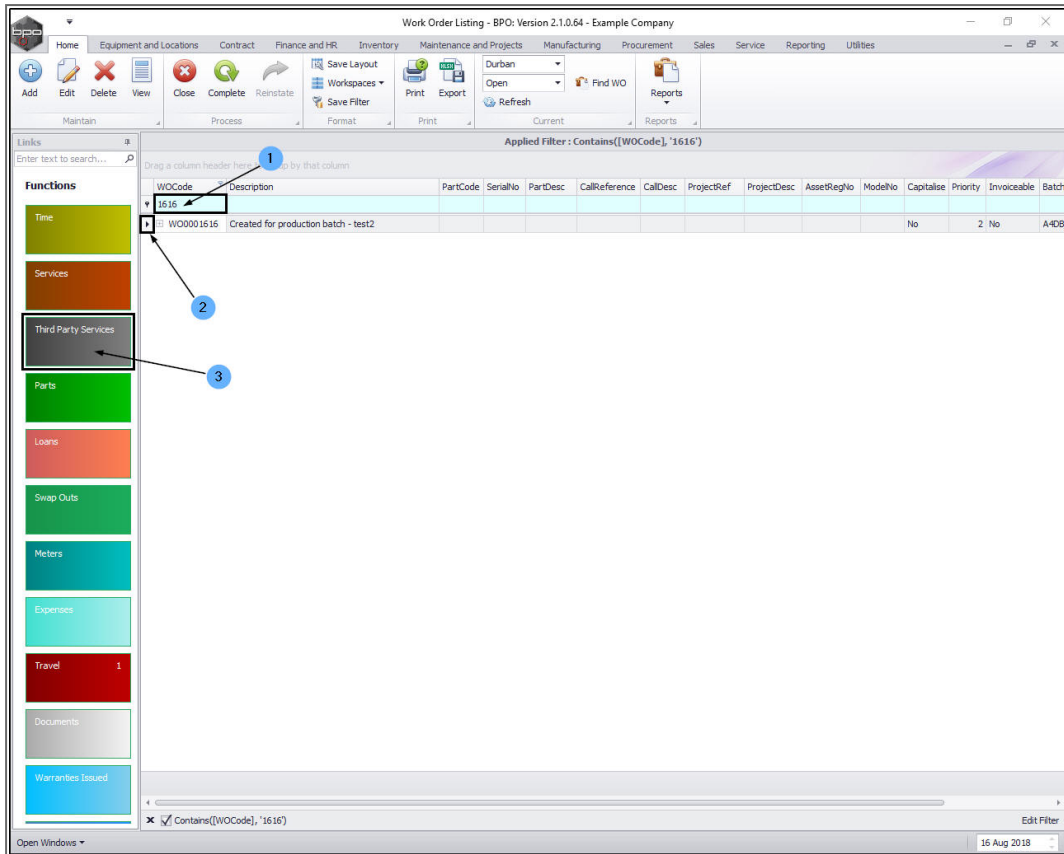 Work Order Listing - BPO: Version 2.1.0.64 - Example Company
bpo
Home Equipment and Locations Contract Finance and HR Inventory Maintenance and Projects Manufacturing Procurement Sales Service Reporting Utilities
Add Edit Delete View Close Complete Reinstate Save Layout Workspaces Save Filter Print Export Durban Open Refresh Find WO Reports
Maintain Process Format Print Current Reports
Links
Enter text to search...
Applied Filter : Contains([WOCode], '1616')
Drag a column header here to group by that column
1
Functions
WOCode Description PartCode SerialNo PartDesc CallReference CallDesc ProjectRef ProjectDesc AssetRegNo ModelNo Capitalise Priority Invoiceable Batch
1616
WO0001616 Created for production batch - test2 No 2 No A4DB
Time
Services
2
Third Party Services
3
Parts
Loans
Swap Outs
Meters
Expenses
Travel 1
Documents
Warranties Issued
Contains([WOCode], '1616') Edit Filter
Open Windows 16 Aug 2018